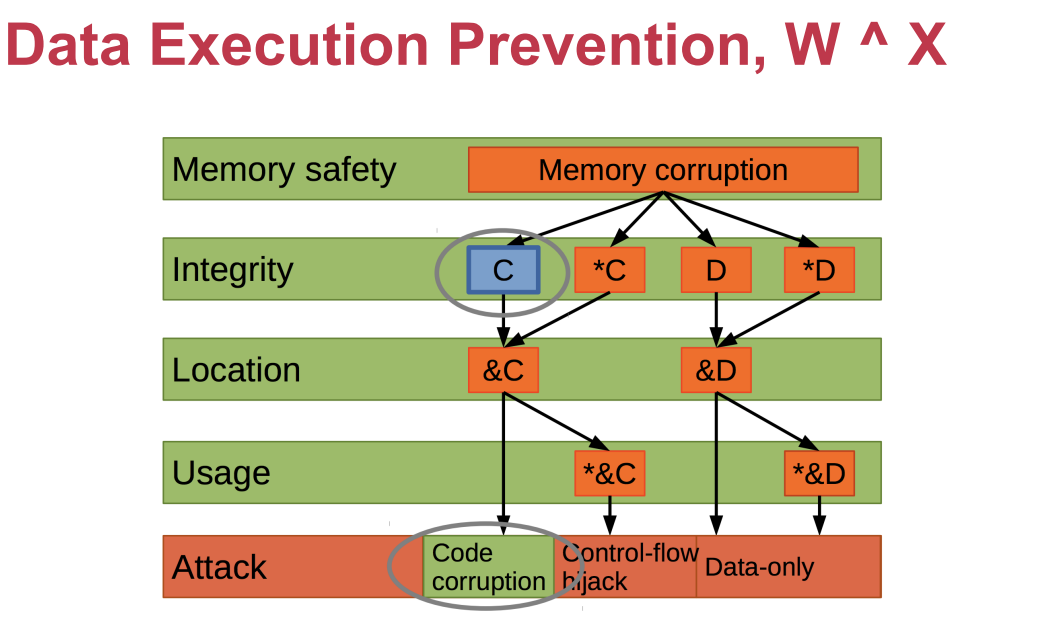 Data Execution Prevention, W ^ X
Memory safety
Memory corruption
Integrity
C
*C
D
*D
Location
&C
&D
Usage
*&C
*&D
Attack
Code
corruption
Control-flow
hijack
Data-only